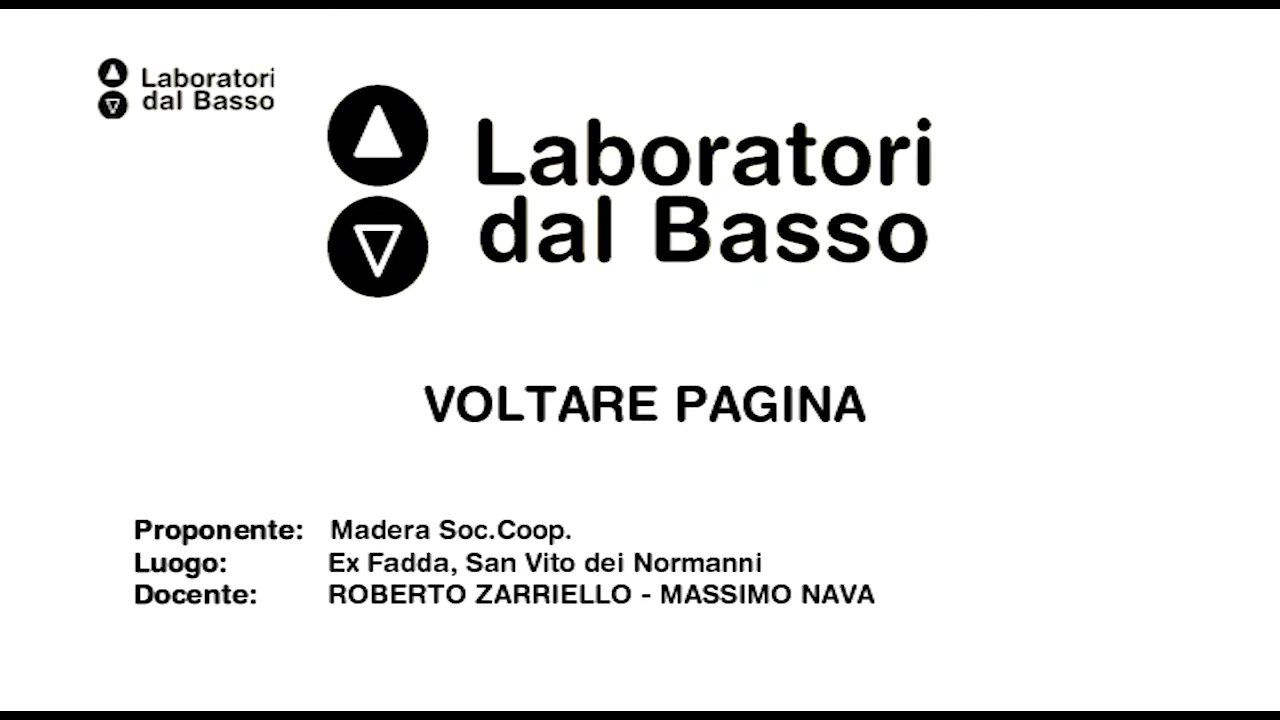 Laboratori
dal Basso
Laboratori
dal Basso
VOLTARE PAGINA
Proponente: Madera Soc.Coop.
Luogo: Ex Fadda, San Vito dei Normanni
Docente: ROBERTO ZARRIELLO - MASSIMO NAVA